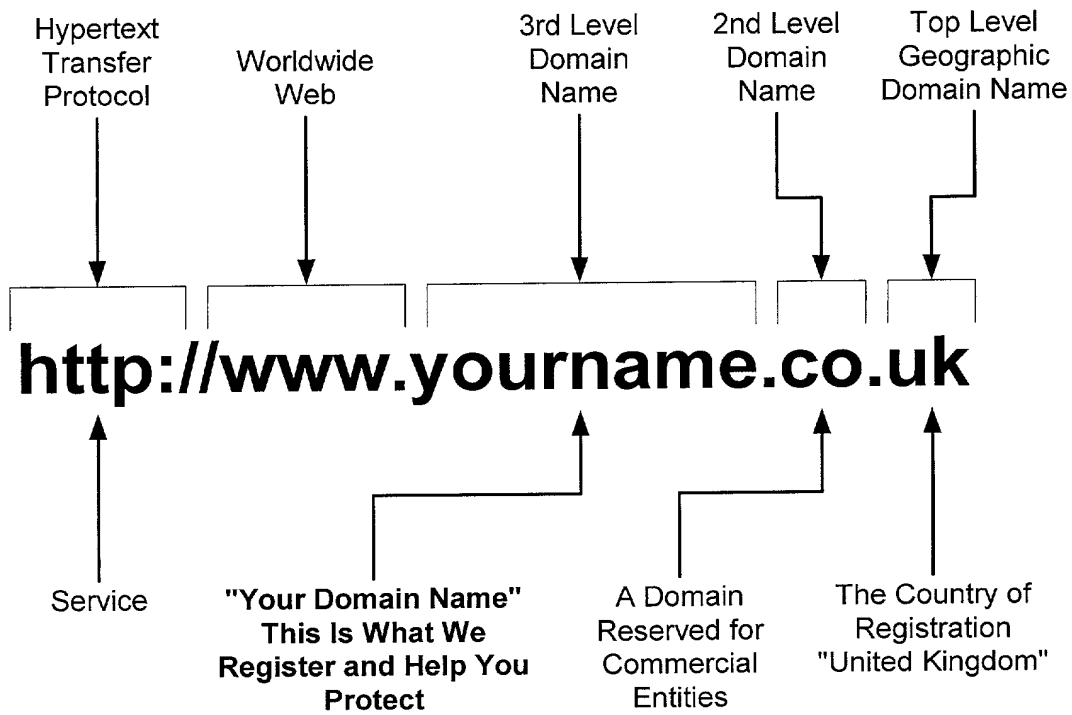 Hypertext
Transfer
Protocol
Worldwide
Web
3rd Level
Domain
Name
2nd Level
Domain
Name
Top Level
Geographic
Domain Name
http://www.yourname.co.uk
Service
"Your Domain Name"
This Is What We
Register and Help You
Protect
A Domain
Reserved for
Commercial
Entities
The Country of
Registration
"United Kingdom"